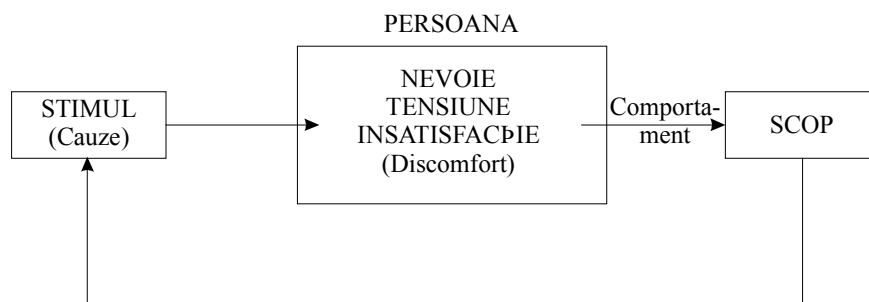 PERSOANA
STIMUL
(Cauze)
NEVOIE
TENSIUNE
INSATISFACÞIE
(Discomfort)
Comporta-
ment
SCOP